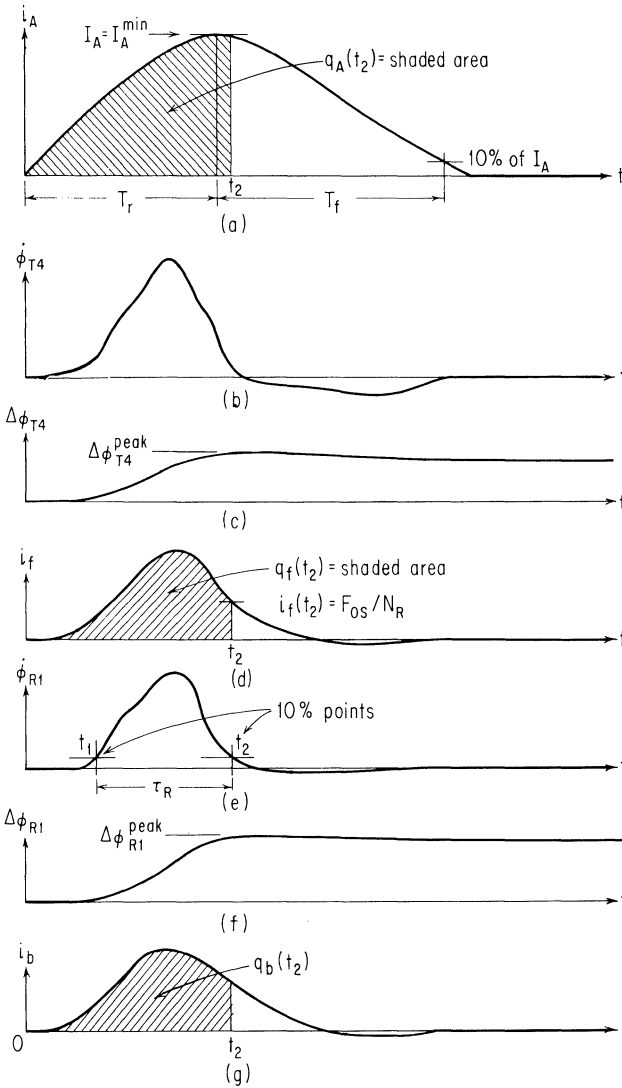 i_A
I_A = I_A^min
q_A(t_2) = shaded area
10% of I_A
t_2
t
T_r
T_f
(a)
φ̇_T4
(b)
Δφ_T4
Δφ_T4^peak
t
(c)
i_f
q_f(t_2) = shaded area
i_f(t_2) = F_OS/N_R
t_2
t
(d)
φ̇_R1
t_1
10% points
t_2
τ_R
(e)
Δφ_R1
Δφ_R1^peak
(f)
i_b
q_b(t_2)
O
t_2
(g)